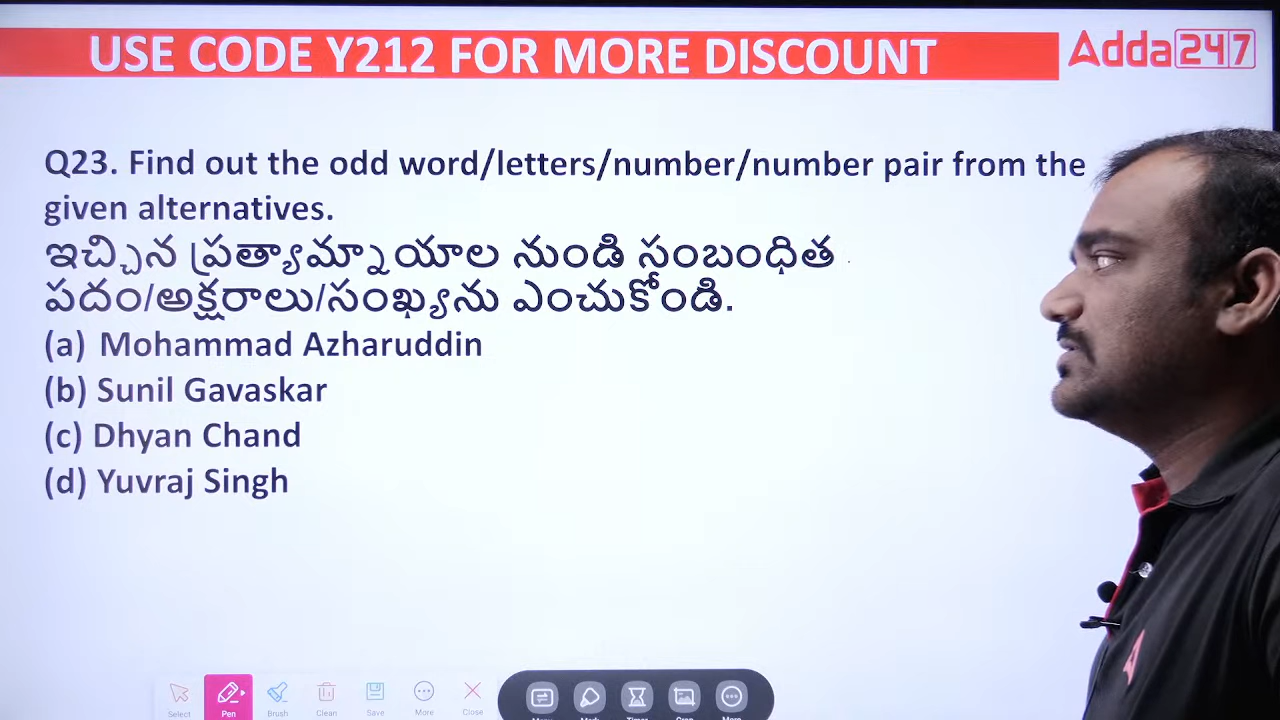 USE CODE Y212 FOR MORE DISCOUNT
Adda247
Q23. Find out the odd word/letters/number/number pair from the
given alternatives.
ఇచ్చిన ప్రత్యామ్నాయాల నుండి సంబంధిత
పదం/అక్షరాలు/సంఖ్యను ఎంచుకోండి.
(a) Mohammad Azharuddin
(b) Sunil Gavaskar
(c) Dhyan Chand
(d) Yuvraj Singh
Select Pen Brush Clean Save More Close